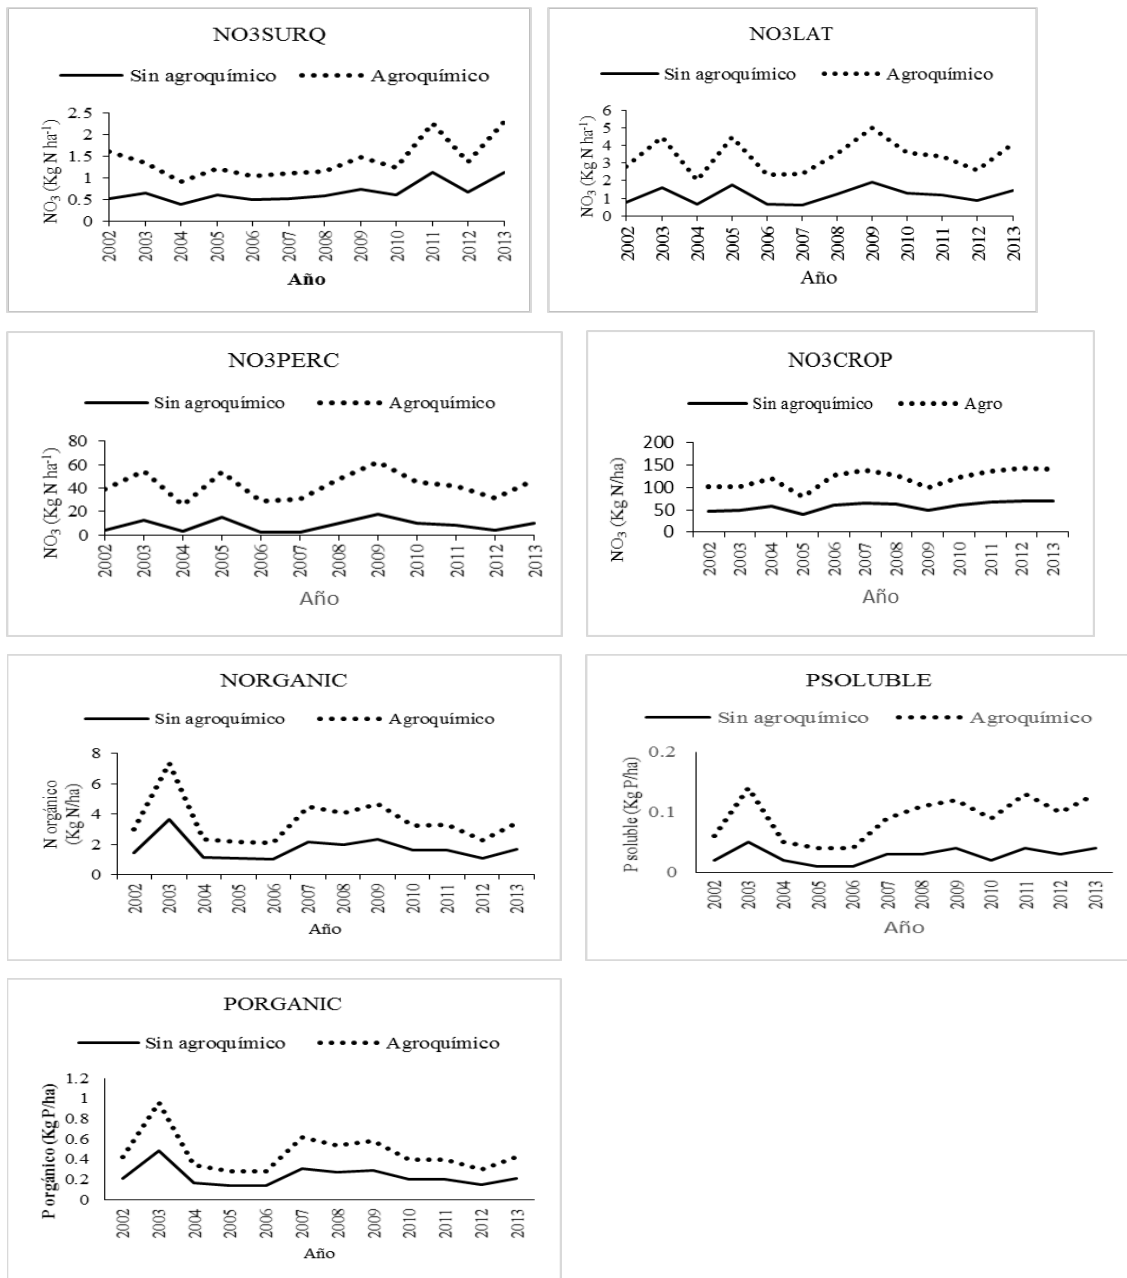 NO3SURQ
Sin agroquímico Agroquímico
NO3 (Kg N ha-1)
2.5
2
1.5
1
0.5
0
2002 2003 2004 2005 2006 2007 2008 2009 2010 2011 2012 2013
Año
NO3LAT
Sin agroquímico Agroquímico
NO3 (Kg N ha-1)
6
5
4
3
2
1
0
2002 2003 2004 2005 2006 2007 2008 2009 2010 2011 2012 2013
Año
NO3PERC
Sin agroquímico Agroquímico
NO3 (Kg N ha-1)
80
60
40
20
0
2002 2003 2004 2005 2006 2007 2008 2009 2010 2011 2012 2013
Año
NO3CROP
Sin agroquímico Agro
NO3 (Kg N/ha)
200
150
100
50
0
2002 2003 2004 2005 2006 2007 2008 2009 2010 2011 2012 2013
Año
NORGANIC
Sin agroquímico Agroquímico
N orgánico
(Kg N/ha)
8
6
4
2
0
2002 2003 2004 2005 2006 2007 2008 2009 2010 2011 2012 2013
Año
PSOLUBLE
Sin agroquímico Agroquímico
P soluble (Kg P/ha)
0.2
0.1
0
2002 2003 2004 2005 2006 2007 2008 2009 2010 2011 2012 2013
Año
PORGANIC
Sin agroquímico Agroquímico
P orgánico (Kg P/ha)
1.2
1
0.8
0.6
0.4
0.2
0
2002 2003 2004 2005 2006 2007 2008 2009 2010 2011 2012 2013
Año